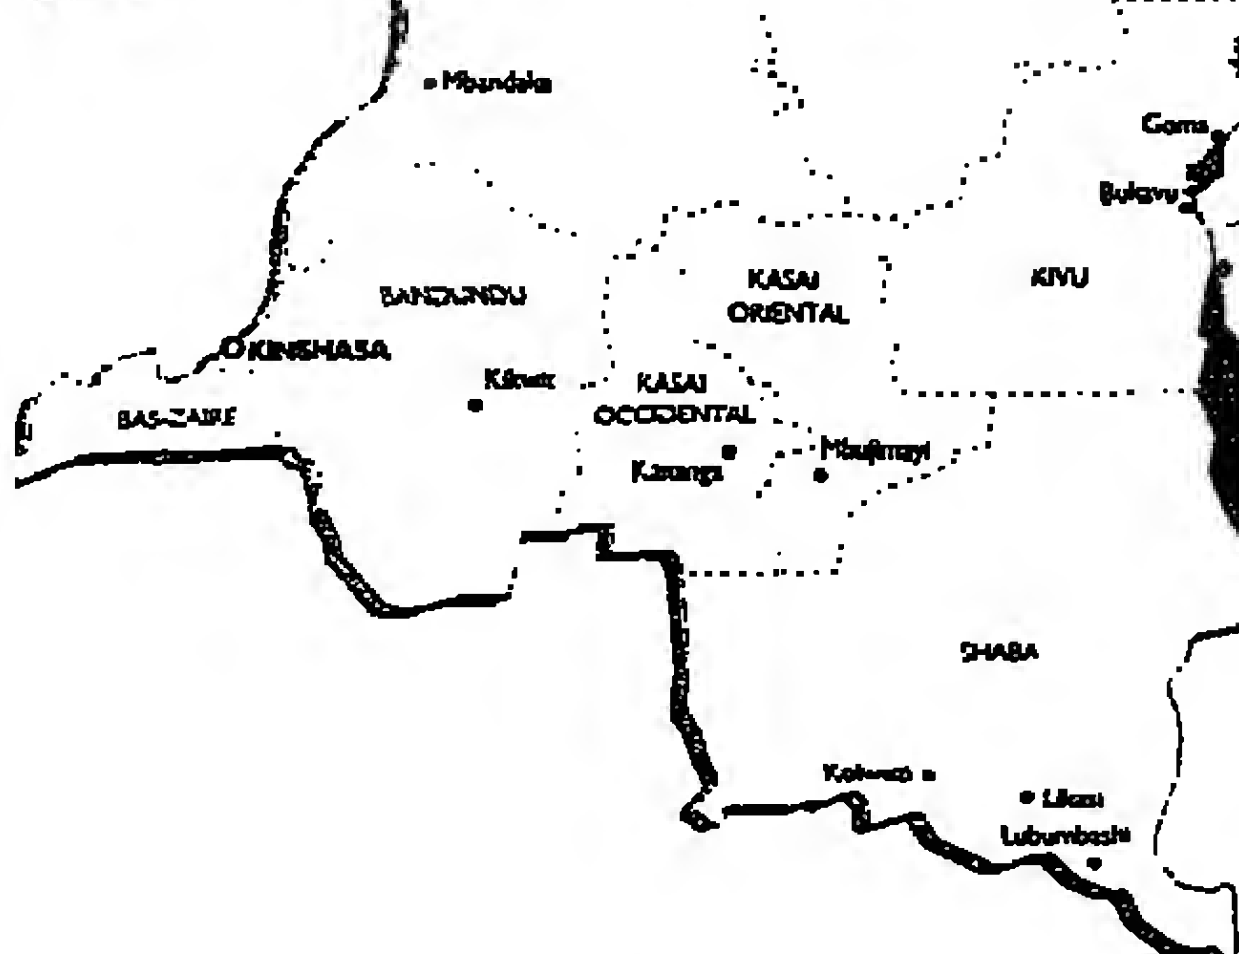 Mbandaka
Goma
Bukavu
KASAI
ORIENTAL
KIVU
BANDUNDU
KINSHASA
Kikwit
KASAI
OCCIDENTAL
BAS-ZAIRE
Mbujimayi
Kananga
SHABA
Kolwezi
Likasi
Lubumbashi